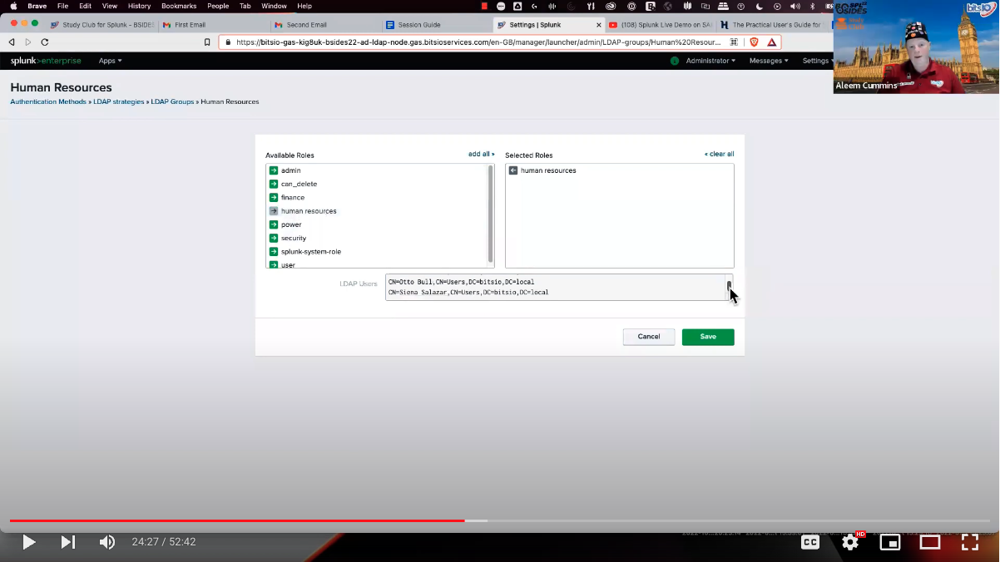 Brave File Edit View History Bookmarks People Tab Window Help
Study Club for Splunk - BSIDES
First Email
Second Email
Session Guide
Settings | Splunk
(108) Splunk Live Demo on SA
The Practical User's Guide for
https://bitsio-gas-kig8uk-bsides22-ad-ldap-node.gas.bitsioservices.com/en-GB/manager/launcher/admin/LDAP-groups/Human%20Resour...
splunk>enterprise Apps
Administrator Messages Settings
bitsio
Aleem Cummins
Human Resources
Authentication Methods » LDAP strategies » LDAP Groups » Human Resources
Available Roles add all »
admin
can_delete
finance
human resources
power
security
splunk-system-role
user
Selected Roles « clear all
human resources
LDAP Users
CN=Otto Bull,CN=Users,DC=bitsio,DC=local
CN=Siena Salazar,CN=Users,DC=bitsio,DC=local
Cancel Save
24:27 / 52:42
CC
HD